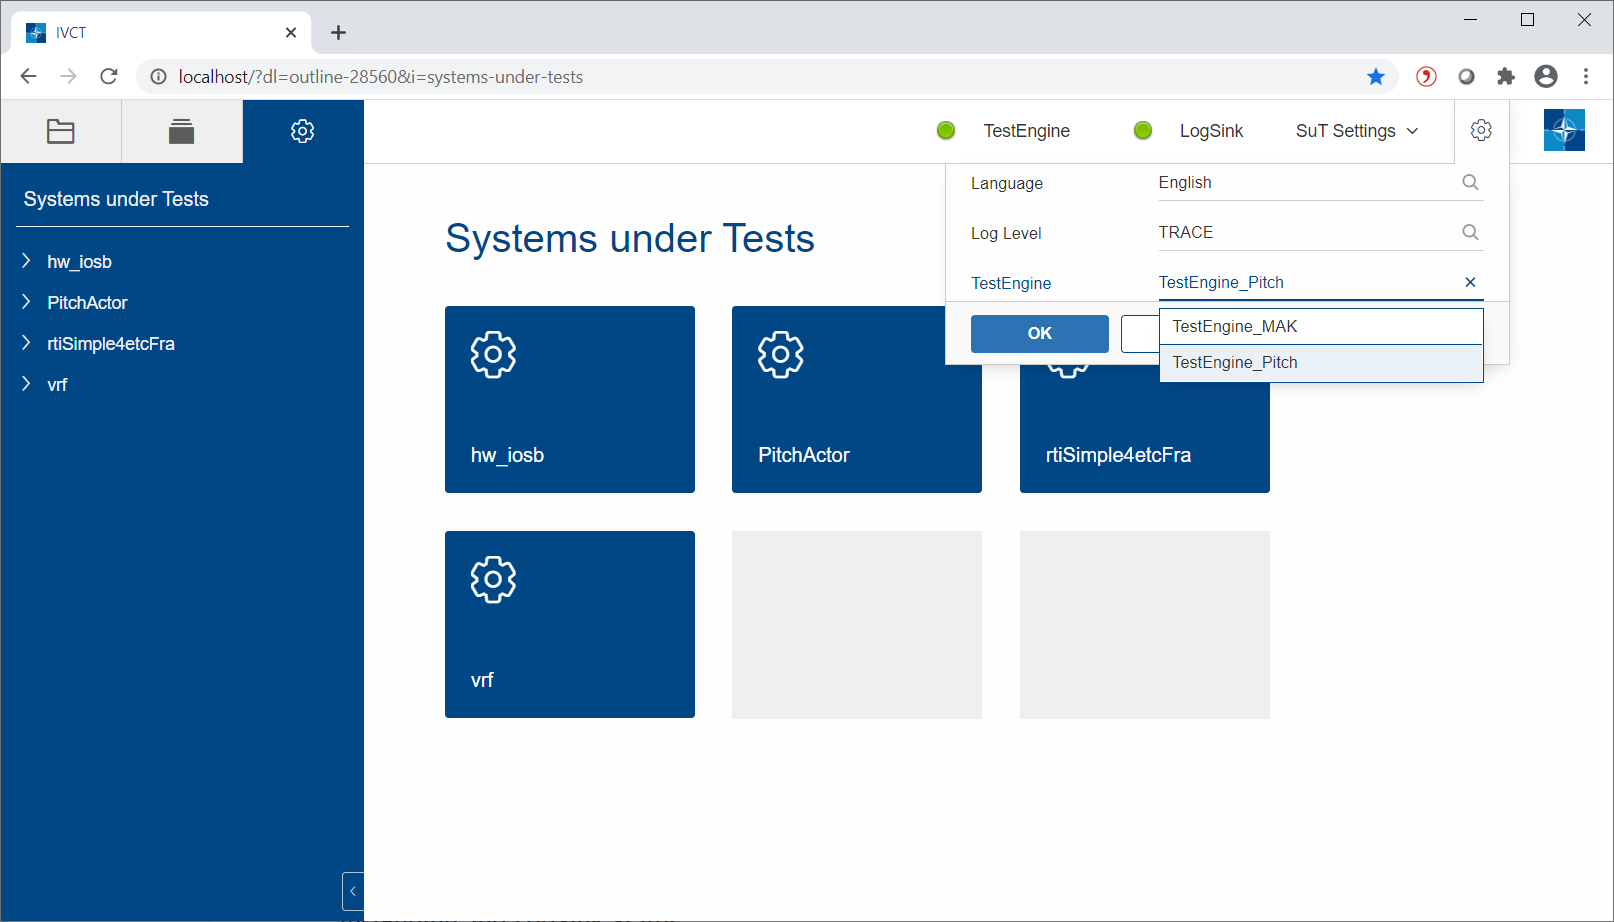 IVCT
localhost/?dl=outline-28560&i=systems-under-tests
TestEngine
LogSink
SuT Settings
Systems under Tests
hw_iosb
PitchActor
rtiSimple4etcFra
vrf
Systems under Tests
Language
English
Log Level
TRACE
TestEngine
TestEngine_Pitch
OK
TestEngine_MAK
TestEngine_Pitch
hw_iosb
PitchActor
rtiSimple4etcFra
vrf